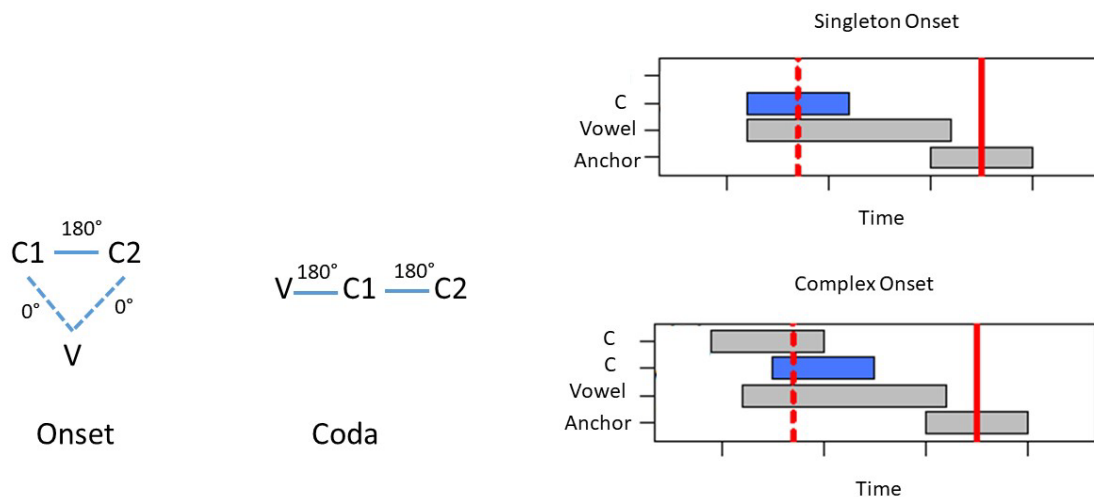 180°
C1 C2
0° 0°
V
Onset
V 180° C1 180° C2
Coda
Singleton Onset
C
Vowel
Anchor
Time
Complex Onset
C
C
Vowel
Anchor
Time